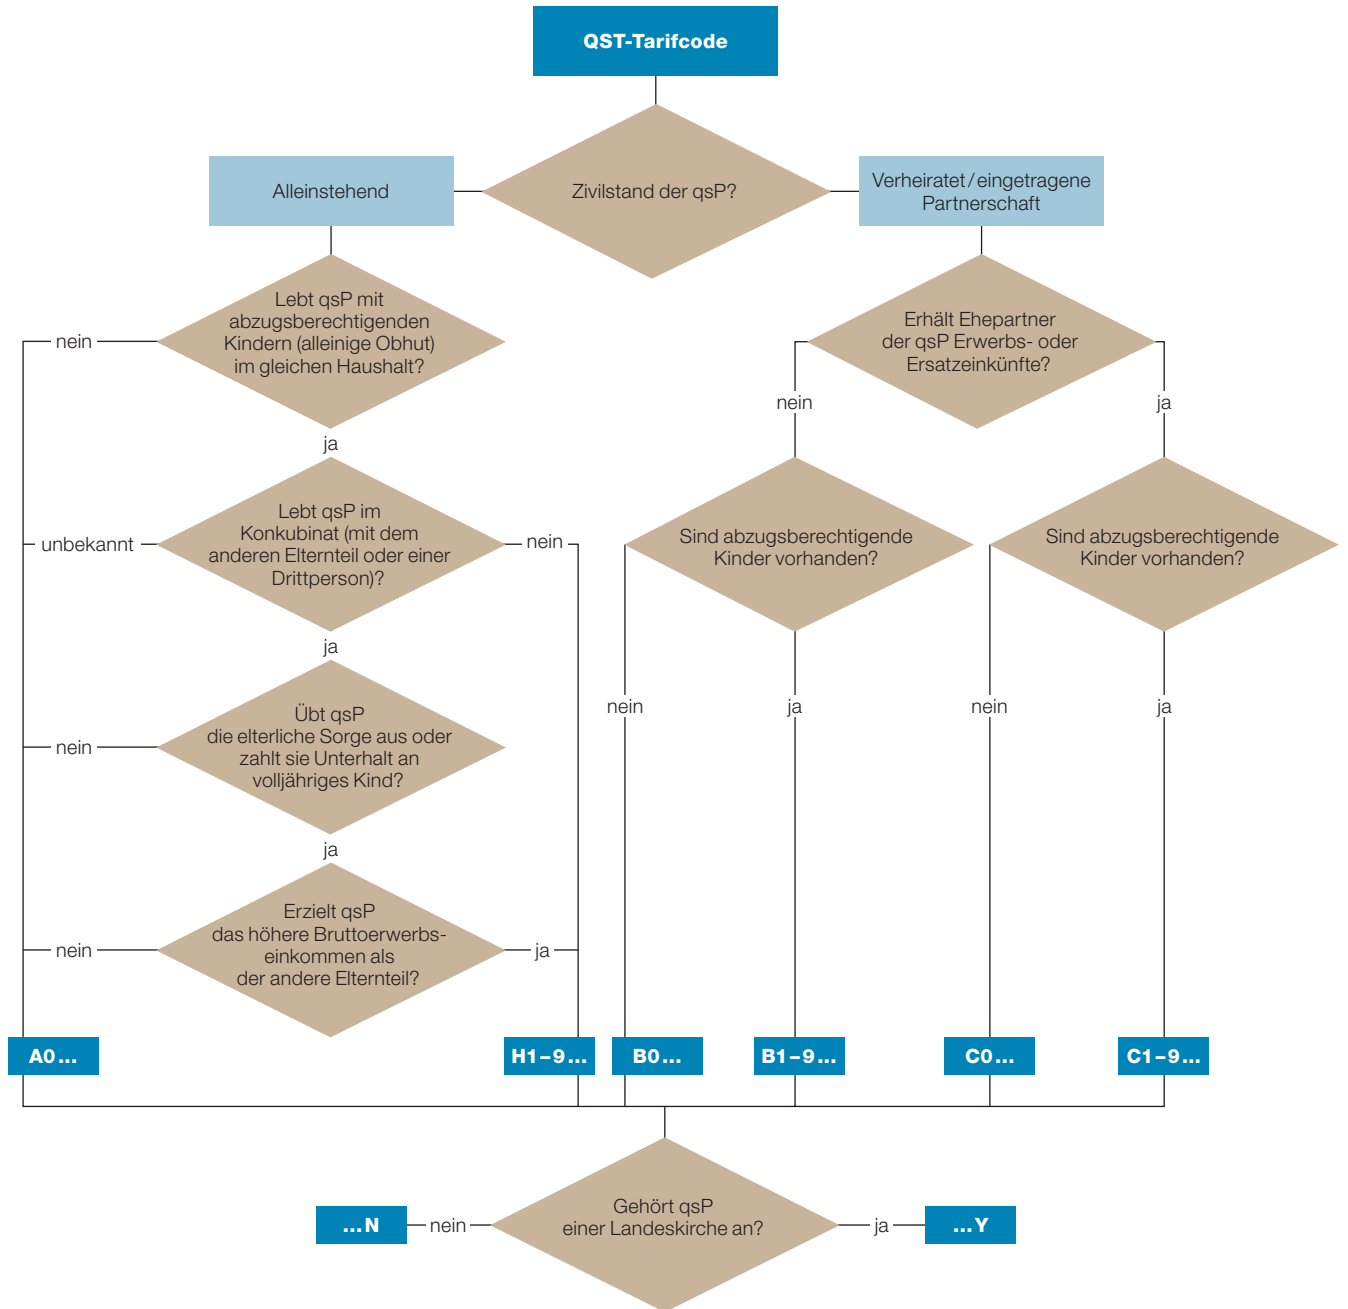 QST-Tarifcode
Alleinstehend
Zivilstand der qsP?
Verheiratet/eingetragene
Partnerschaft
Lebt qsP mit
abzugsberechtigenden
Kindern (alleinige Obhut)
im gleichen Haushalt?
nein
ja
Erhält Ehepartner
der qsP Erwerbs- oder
Ersatzeinkünfte?
nein
ja
Lebt qsP im
Konkubinat (mit dem
anderen Elternteil oder einer
Drittperson)?
unbekannt
nein
ja
Sind abzugsberechtigende
Kinder vorhanden?
Sind abzugsberechtigende
Kinder vorhanden?
Übt qsP
die elterliche Sorge aus oder
zahlt sie Unterhalt an
volljähriges Kind?
nein
ja
nein
ja
nein
ja
Erzielt qsP
das höhere Bruttoerwerbs-
einkommen als
der andere Elternteil?
nein
ja
A0...
H1–9...
B0...
B1–9...
C0...
C1–9...
Gehört qsP
einer Landeskirche an?
...N
nein
ja
...Y